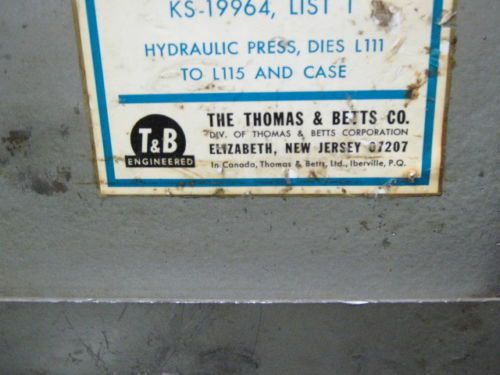 KS-19964, LIST 1
HYDRAULIC PRESS, DIES L111
TO L115 AND CASE
T&B
ENGINEERED
THE THOMAS & BETTS CO.
DIV. OF THOMAS & BETTS CORPORATION
ELIZABETH, NEW JERSEY 07207
In Canada, Thomas & Betts, Ltd., Iberville, P.Q.